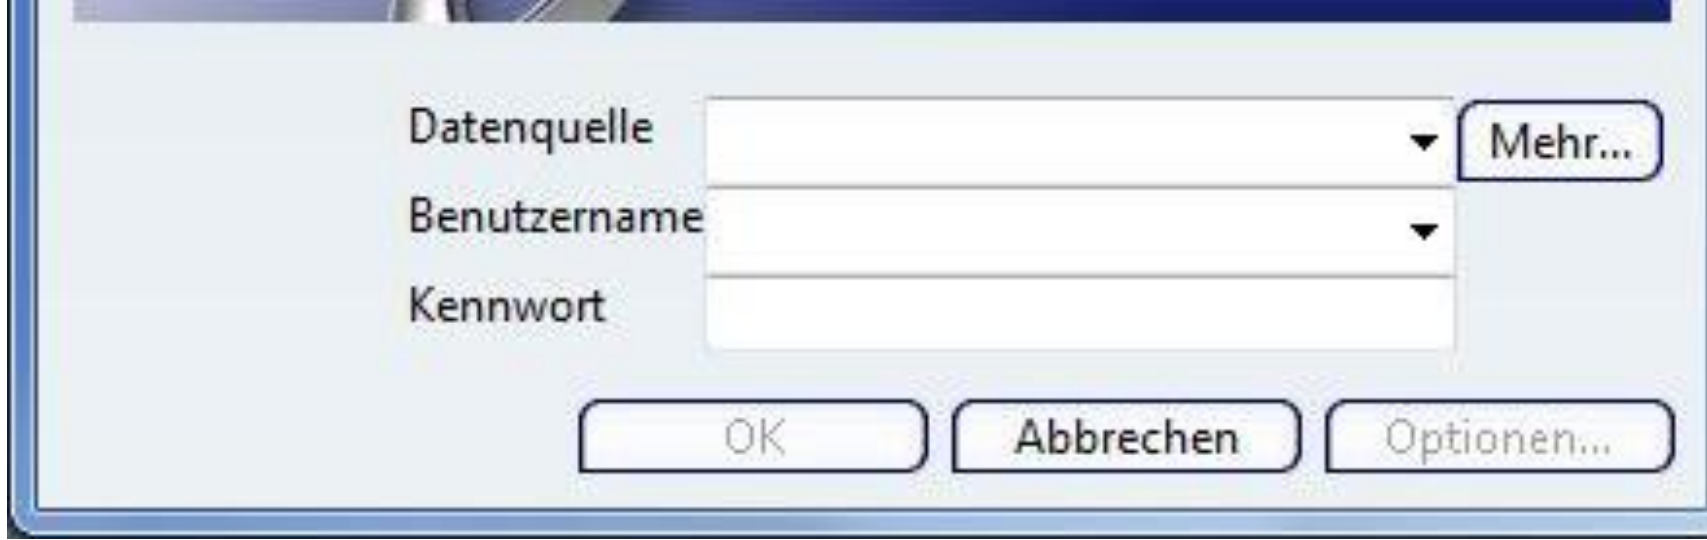 Datenquelle
Mehr...
Benutzername
Kennwort
OK
Abbrechen
Optionen...